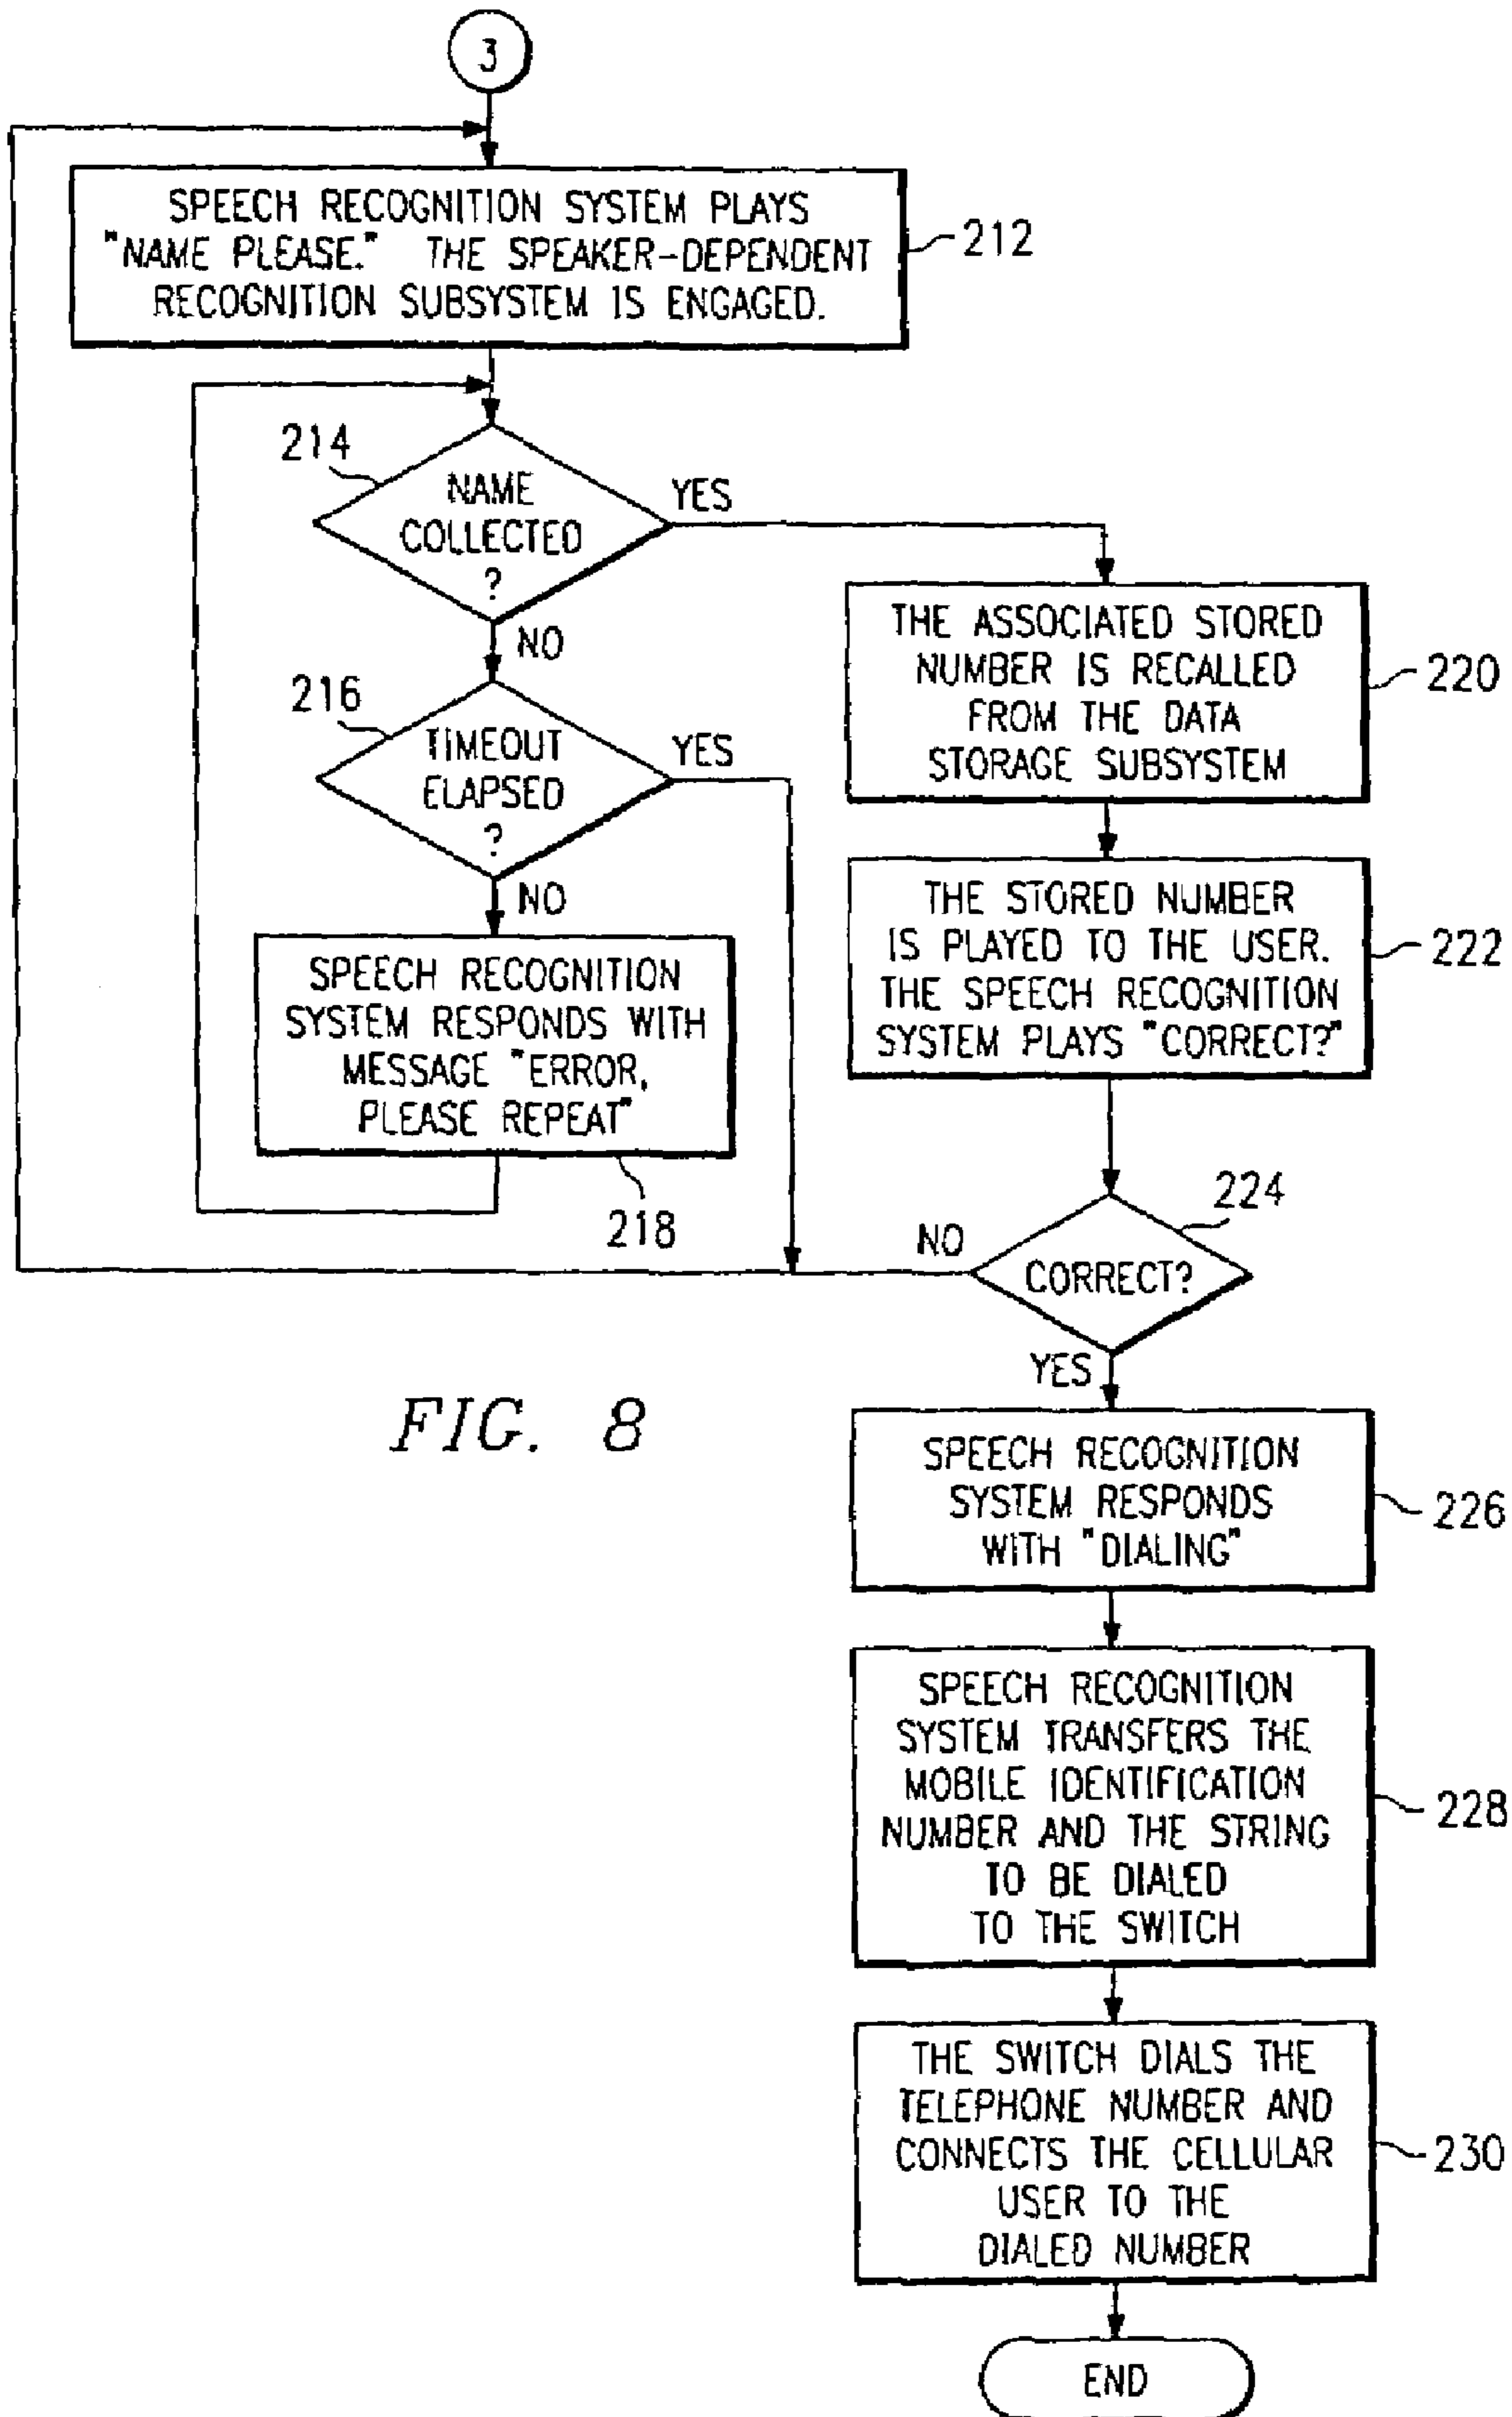 3
SPEECH RECOGNITION SYSTEM PLAYS
"NAME PLEASE." THE SPEAKER-DEPENDENT
RECOGNITION SUBSYSTEM IS ENGAGED.
212
214
NAME
COLLECTED
?
YES
NO
216
TIMEOUT
ELAPSED
?
YES
NO
SPEECH RECOGNITION
SYSTEM RESPONDS WITH
MESSAGE "ERROR,
PLEASE REPEAT"
218
THE ASSOCIATED STORED
NUMBER IS RECALLED
FROM THE DATA
STORAGE SUBSYSTEM
220
THE STORED NUMBER
IS PLAYED TO THE USER.
THE SPEECH RECOGNITION
SYSTEM PLAYS "CORRECT?"
222
224
NO
CORRECT?
YES
FIG. 8
SPEECH RECOGNITION
SYSTEM RESPONDS
WITH "DIALING"
226
SPEECH RECOGNITION
SYSTEM TRANSFERS THE
MOBILE IDENTIFICATION
NUMBER AND THE STRING
TO BE DIALED
TO THE SWITCH
228
THE SWITCH DIALS THE
TELEPHONE NUMBER AND
CONNECTS THE CELLULAR
USER TO THE
DIALED NUMBER
230
END